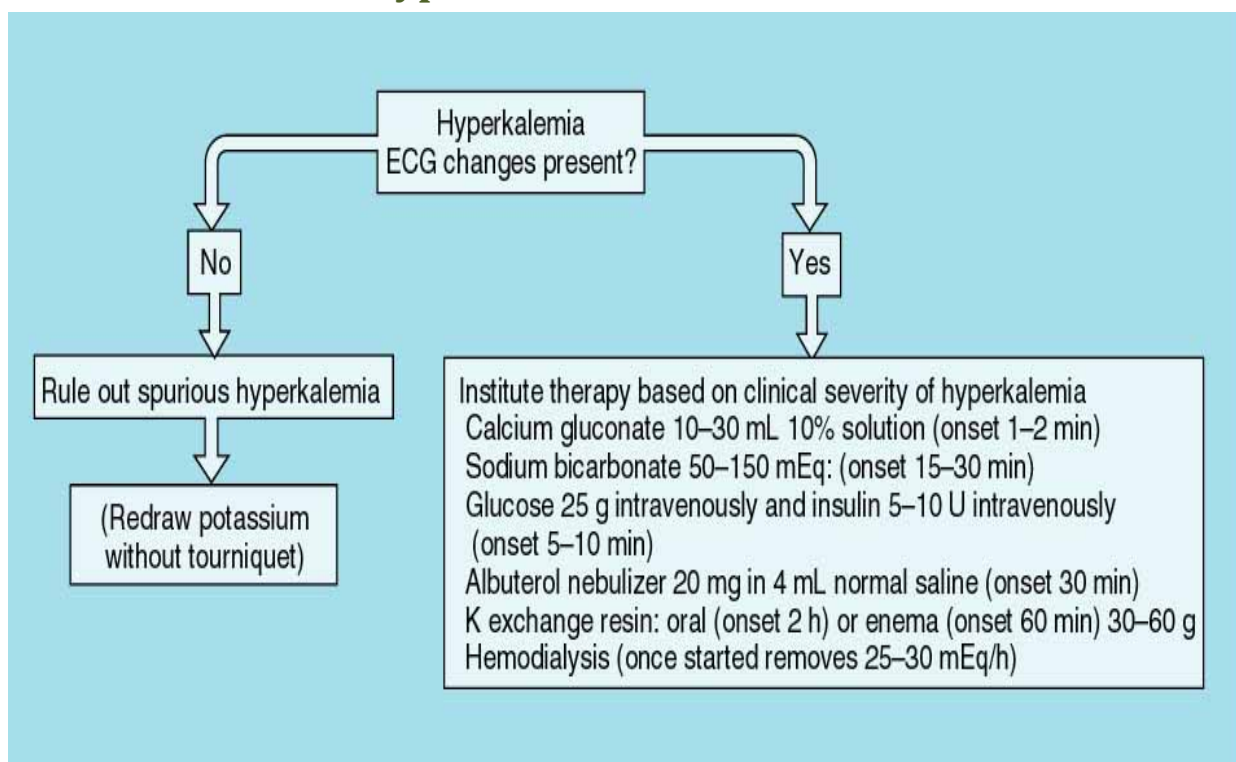 Hyperkalemia
ECG changes present?
No
Yes
Rule out spurious hyperkalemia
(Redraw potassium
without tourniquet)
Institute therapy based on clinical severity of hyperkalemia
Calcium gluconate 10–30 mL 10% solution (onset 1–2 min)
Sodium bicarbonate 50–150 mEq: (onset 15–30 min)
Glucose 25 g intravenously and insulin 5–10 U intravenously
(onset 5–10 min)
Albuterol nebulizer 20 mg in 4 mL normal saline (onset 30 min)
K exchange resin: oral (onset 2 h) or enema (onset 60 min) 30–60 g
Hemodialysis (once started removes 25–30 mEq/h)